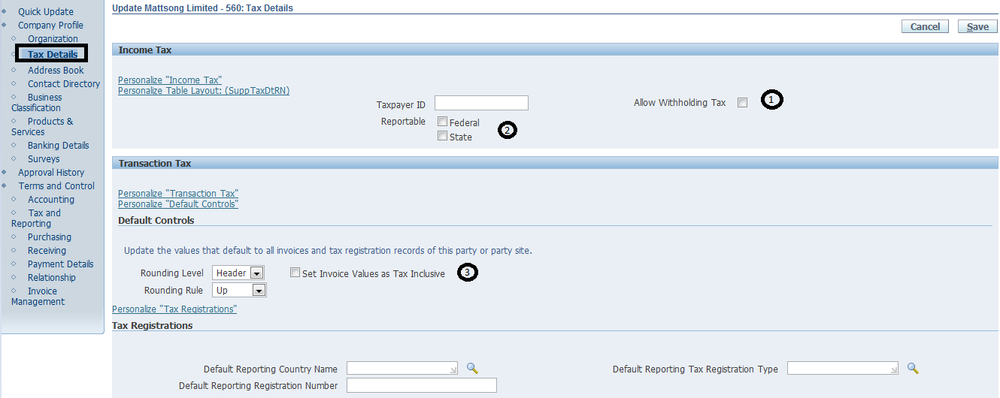 Quick Update
Company Profile
Organization
Tax Details
Address Book
Contact Directory
Business
Classification
Products &
Services
Banking Details
Surveys
Approval History
Terms and Control
Accounting
Tax and
Reporting
Purchasing
Receiving
Payment Details
Relationship
Invoice
Management
Update Mattsong Limited - 560: Tax Details
Cancel Save
Income Tax
Personalize "Income Tax"
Personalize Table Layout: (SuppTaxDtRN)
Taxpayer ID Allow Withholding Tax 1
Reportable Federal 2
State
Transaction Tax
Personalize "Transaction Tax"
Personalize "Default Controls"
Default Controls
Update the values that default to all invoices and tax registration records of this party or party site.
Rounding Level Header Set Invoice Values as Tax Inclusive 3
Rounding Rule Up
Personalize "Tax Registrations"
Tax Registrations
Default Reporting Country Name Default Reporting Tax Registration Type
Default Reporting Registration Number